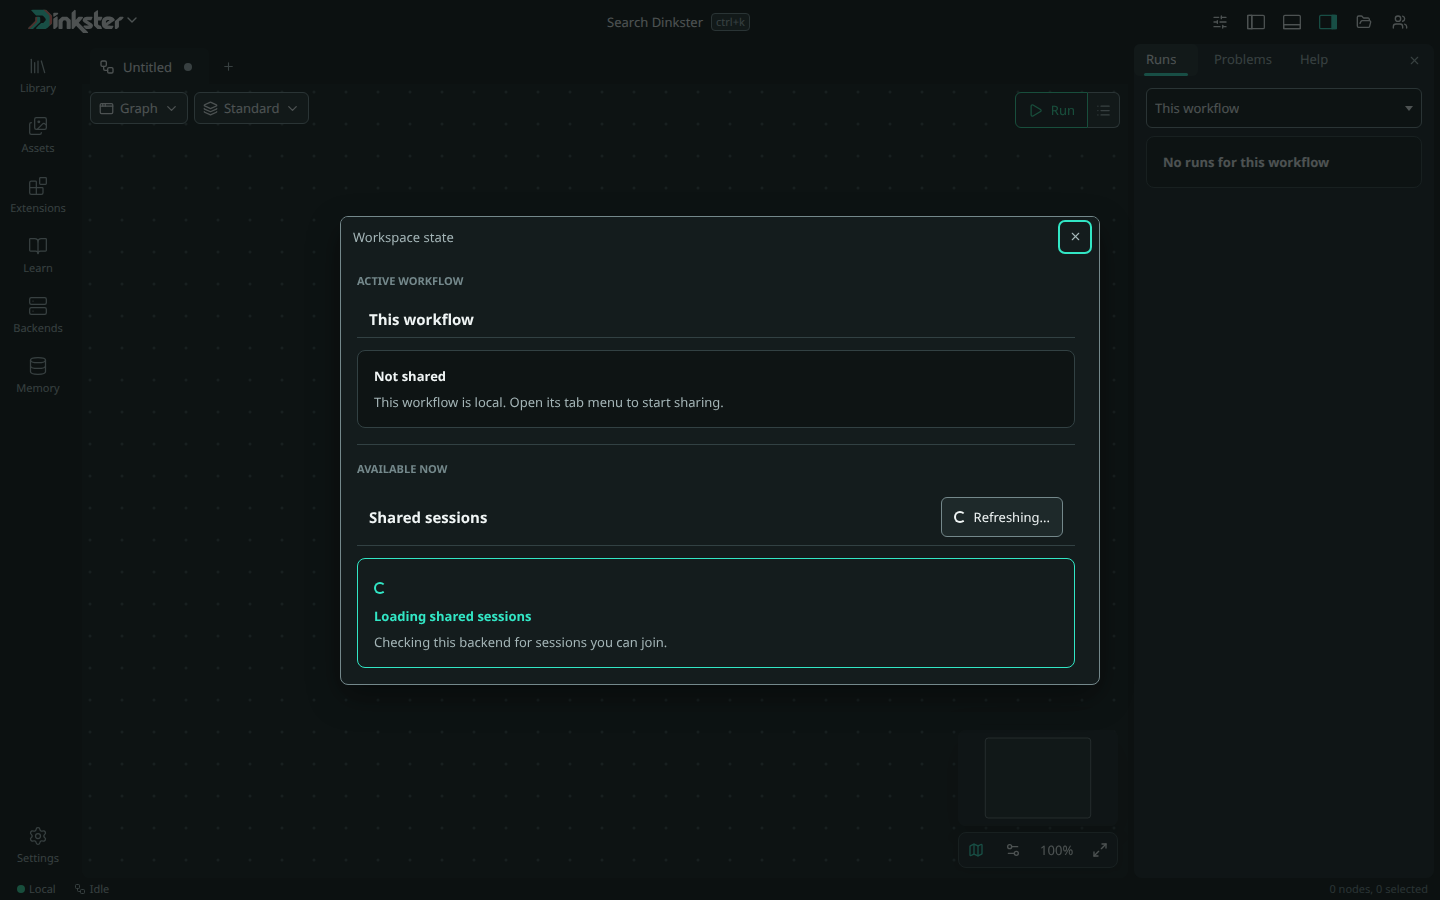 Dinkster
Search Dinkster ctrl+k
Untitled
Runs Problems Help
Library
Graph Standard
Run
This workflow
Assets
No runs for this workflow
Extensions
Learn
Backends
Memory
Workspace state
ACTIVE WORKFLOW
This workflow
Not shared
This workflow is local. Open its tab menu to start sharing.
AVAILABLE NOW
Shared sessions
Refreshing...
Loading shared sessions
Checking this backend for sessions you can join.
100%
Settings
Local Idle
0 nodes, 0 selected